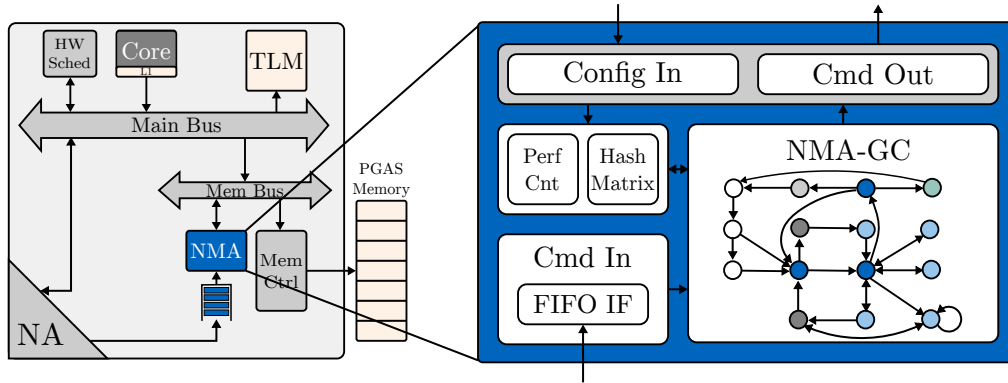 HW
Sched
Core
L1
TLM
Main Bus
Mem Bus
PGAS
Memory
NMA
Mem
Ctrl
NA
Config In
Cmd Out
Perf
Cnt
Hash
Matrix
NMA-GC
Cmd In
FIFO IF